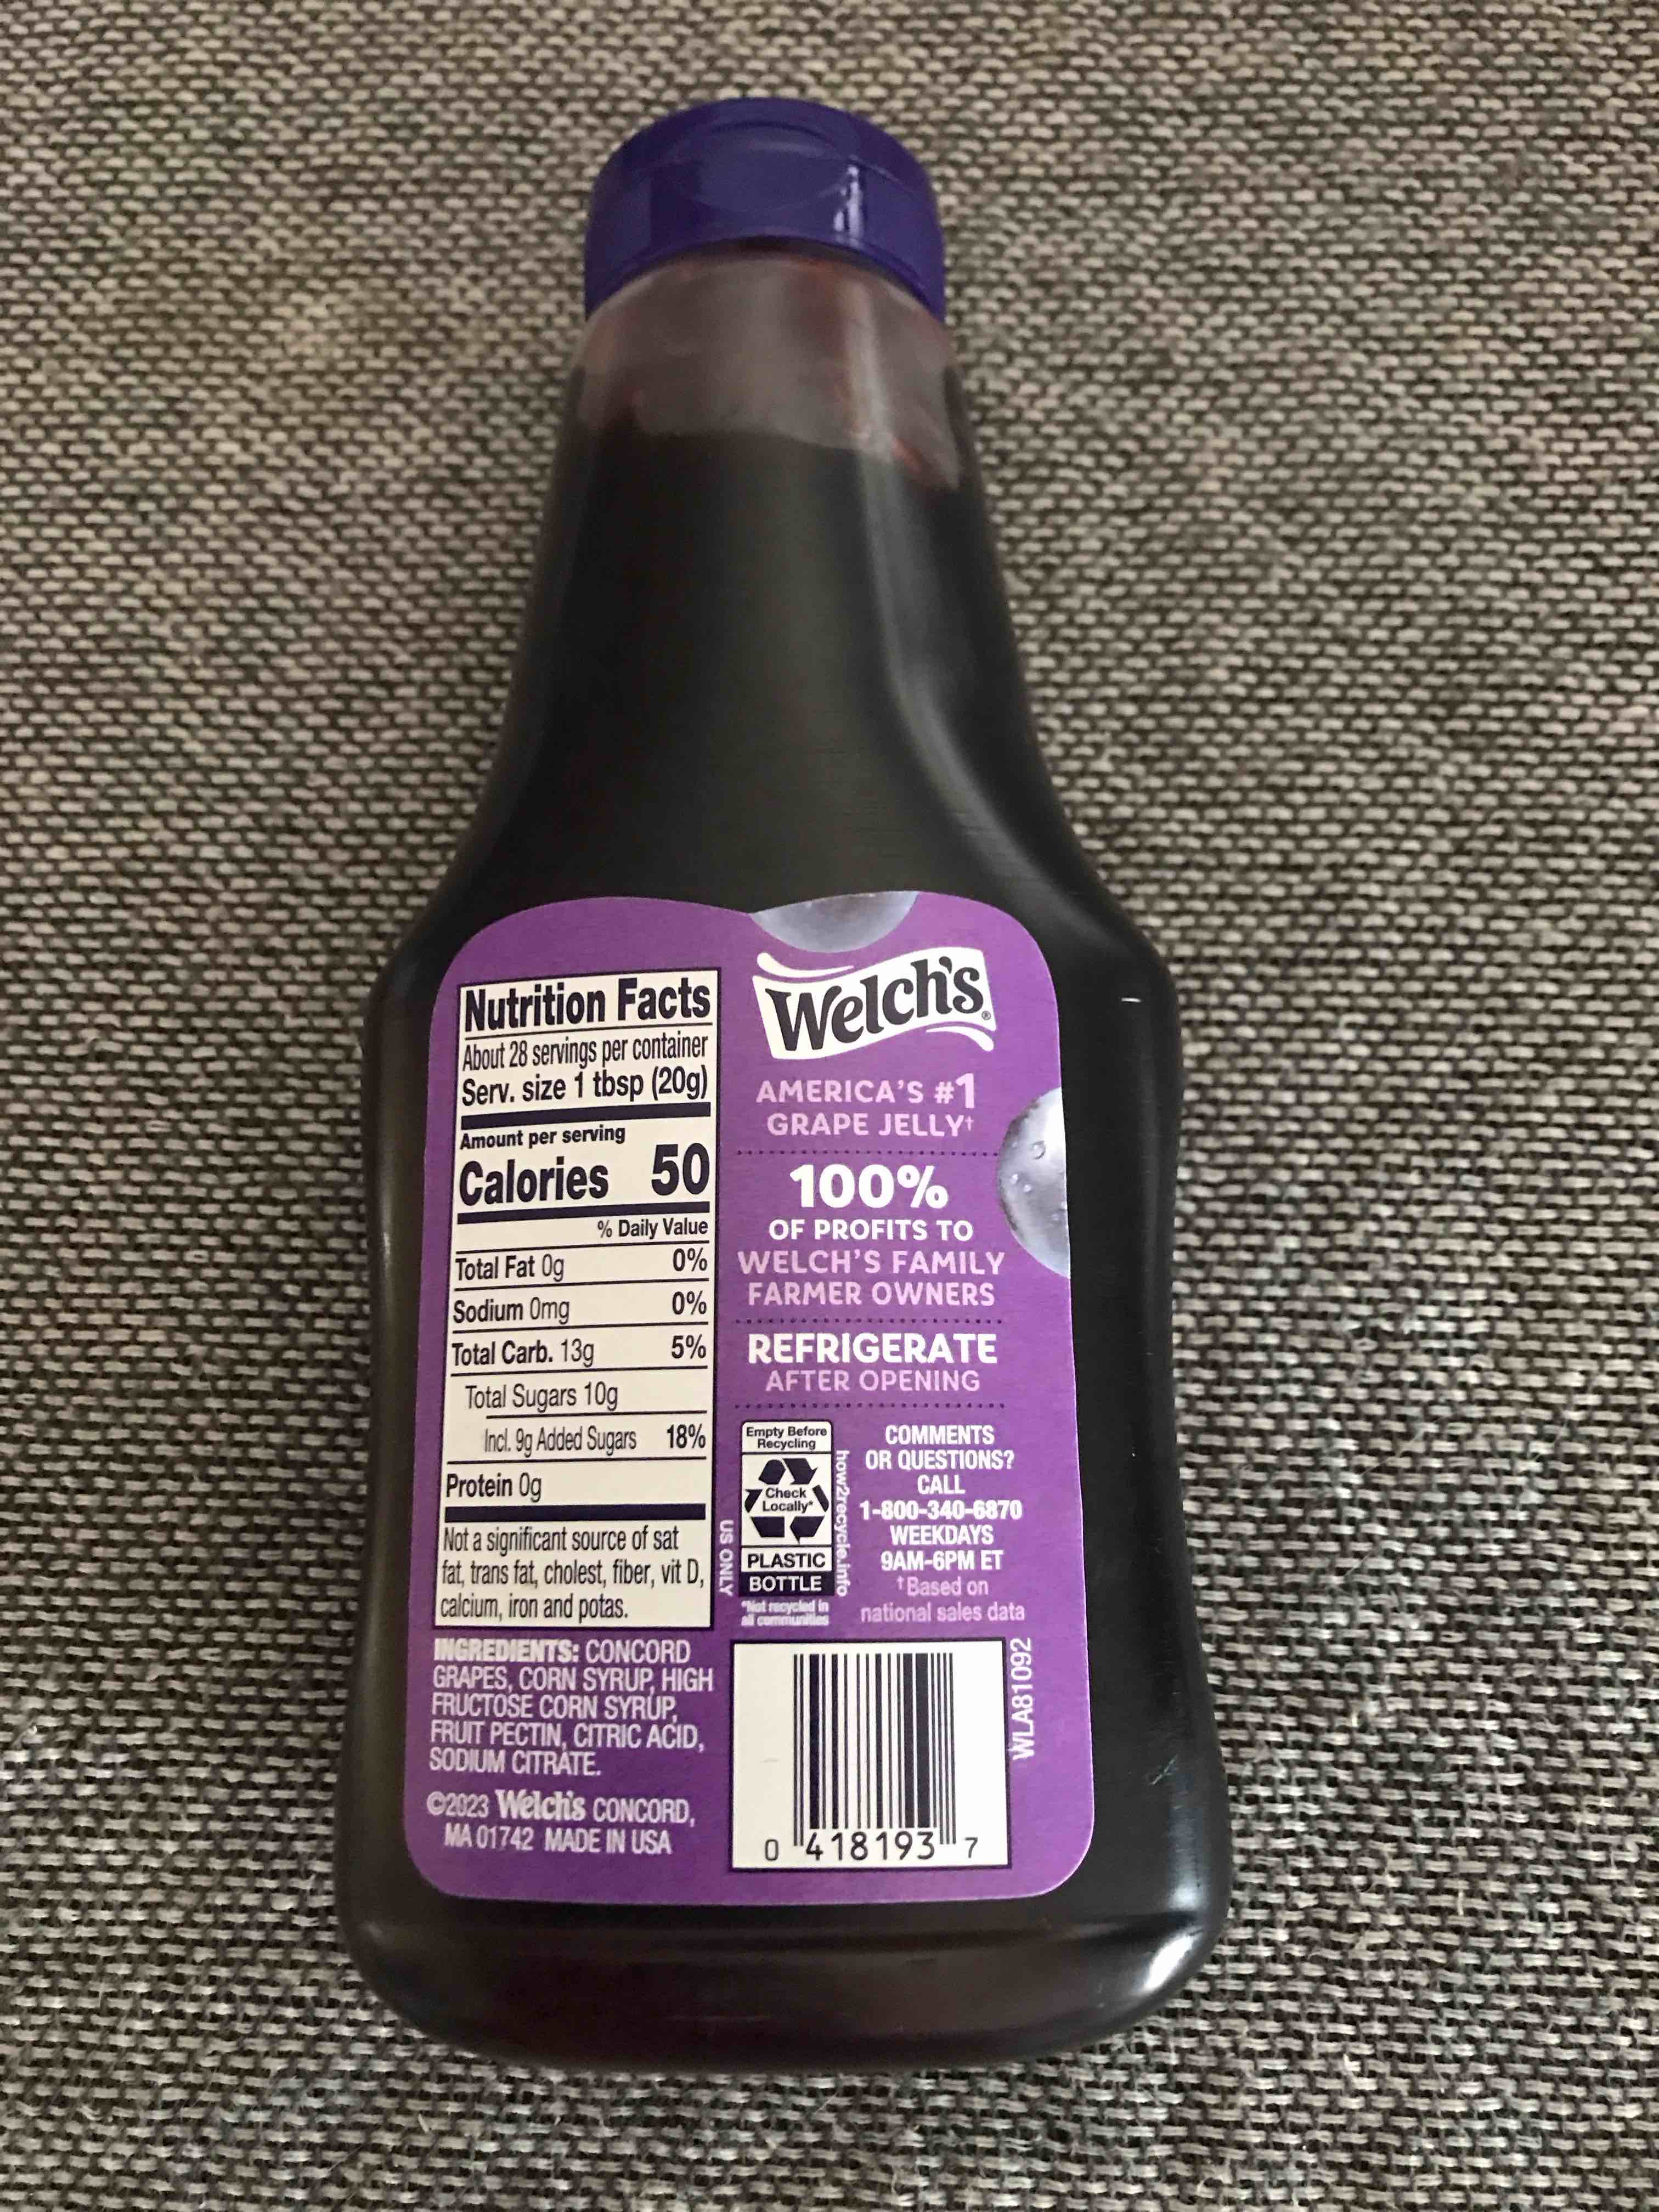 Nutrition Facts
About 28 servings per container
Serv. size 1 tbsp (20g)
Amount per serving
Calories 50
% Daily Value
Total Fat 0g 0%
Sodium 0mg 0%
Total Carb. 13g 5%
Total Sugars 10g
Incl. 9g Added Sugars 18%
Protein 0g
Not a significant source of sat
fat, trans fat, cholest, fiber, vit D,
calcium, iron and potas.
INGREDIENTS: CONCORD
GRAPES, CORN SYRUP, HIGH
FRUCTOSE CORN SYRUP,
FRUIT PECTIN, CITRIC ACID,
SODIUM CITRATE.
©2023 Welch's CONCORD,
MA 01742 MADE IN USA
Welch's®
AMERICA'S #1
GRAPE JELLY†
100%
OF PROFITS TO
WELCH'S FAMILY
FARMER OWNERS
REFRIGERATE
AFTER OPENING
Empty Before
Recycling
Check
Locally*
PLASTIC
BOTTLE
*Not recycled in
all communities
US ONLY
how2recycle.info
COMMENTS
OR QUESTIONS?
CALL
1-800-340-6870
WEEKDAYS
9AM-6PM ET
†Based on
national sales data
WLA81092
0 418193 7